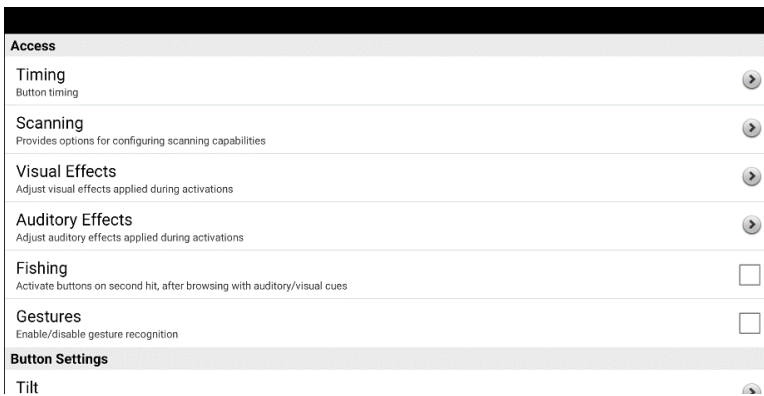 Access
Timing
Button timing
Scanning
Provides options for configuring scanning capabilities
Visual Effects
Adjust visual effects applied during activations
Auditory Effects
Adjust auditory effects applied during activations
Fishing
Activate buttons on second hit, after browsing with auditory/visual cues
Gestures
Enable/disable gesture recognition
Button Settings
Tilt